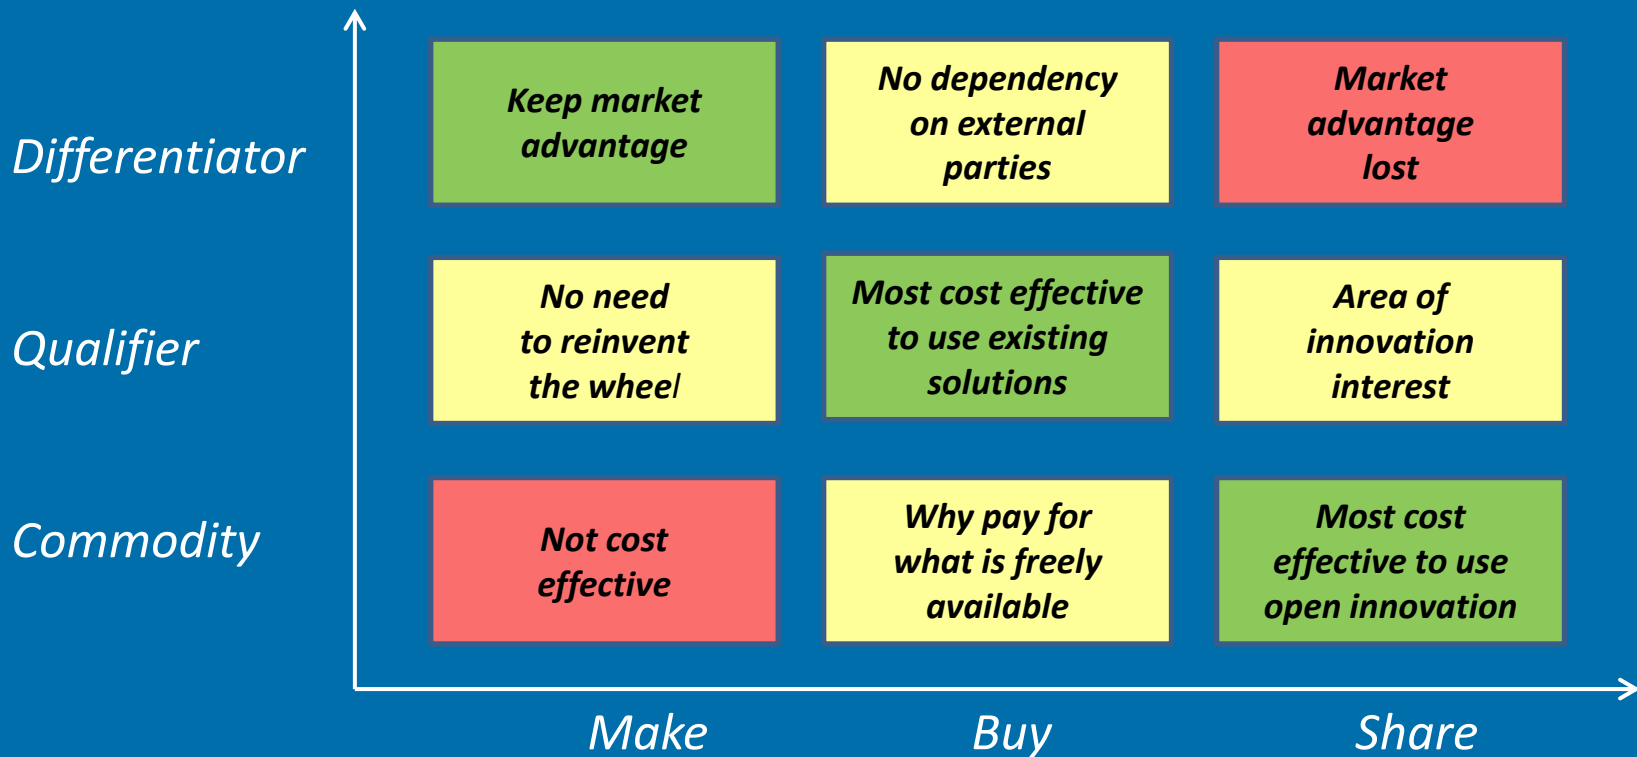 Differentiator
Keep market
advantage
No dependency
on external
parties
Market
advantage
lost
Qualifier
No need
to reinvent
the wheel
Most cost effective
to use existing
solutions
Area of
innovation
interest
Commodity
Not cost
effective
Why pay for
what is freely
available
Most cost
effective to use
open innovation
Make
Buy
Share